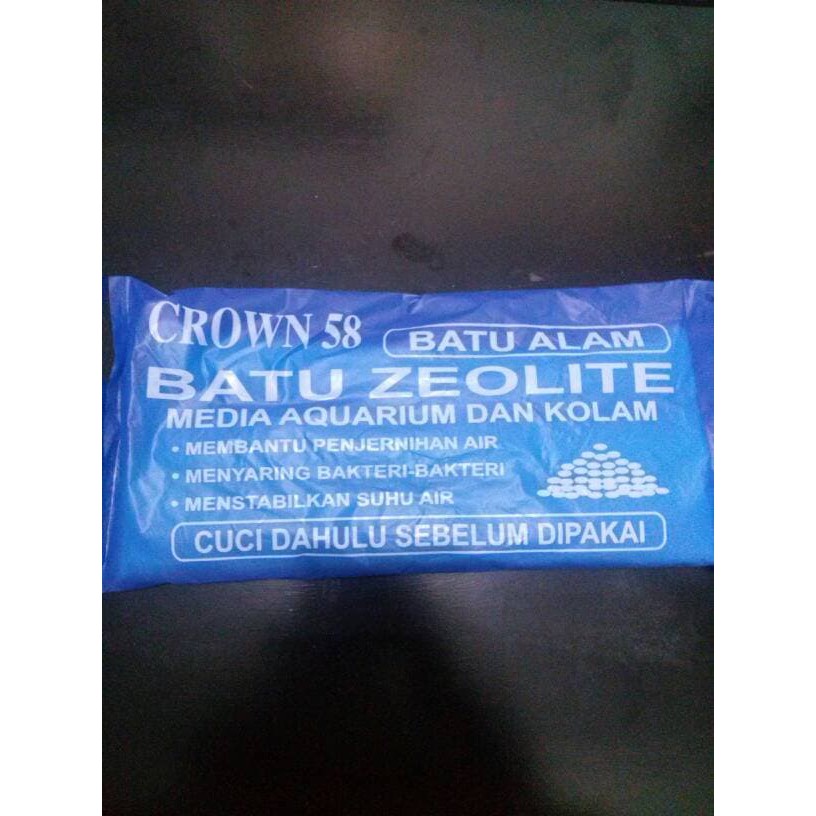 CROWN 58
BATU ALAM
BATU ZEOLITE
MEDIA AQUARIUM DAN KOLAM
• MEMBANTU PENJERNIHAN AIR
• MENYARING BAKTERI-BAKTERI
• MENSTABILKAN SUHU AIR
CUCI DAHULU SEBELUM DIPAKAI